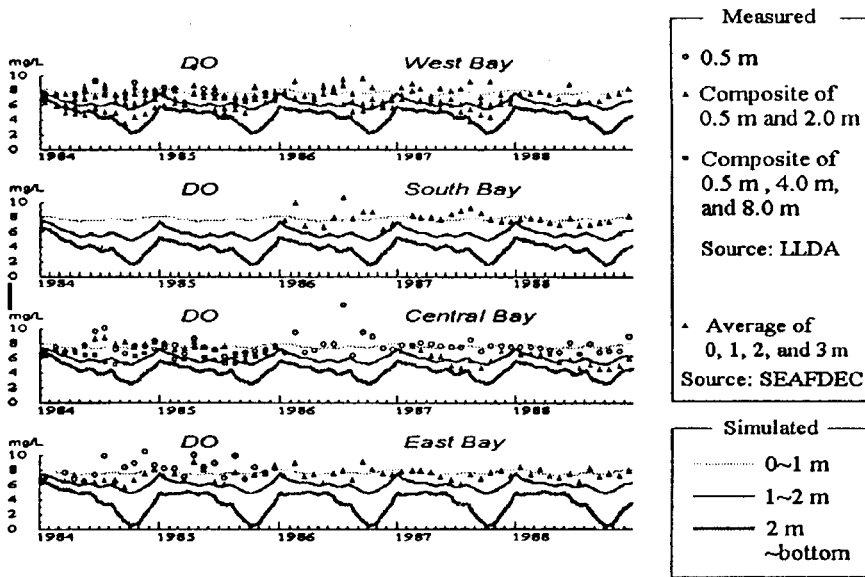 mg/L DO West Bay
10
8
6
4
2
0
1984 1985 1986 1987 1988
mg/L DO South Bay
10
8
6
4
2
0
1984 1985 1986 1987 1988
mg/L DO Central Bay
10
8
6
4
2
0
1984 1985 1986 1987 1988
mg/L DO East Bay
10
8
6
4
2
0
1984 1985 1986 1987 1988
Measured
0.5 m
Composite of
0.5 m and 2.0 m
Composite of
0.5 m , 4.0 m,
and 8.0 m
Source: LLDA
Average of
0, 1, 2, and 3 m
Source: SEAFDEC
Simulated
0~1 m
1~2 m
2 m
~bottom